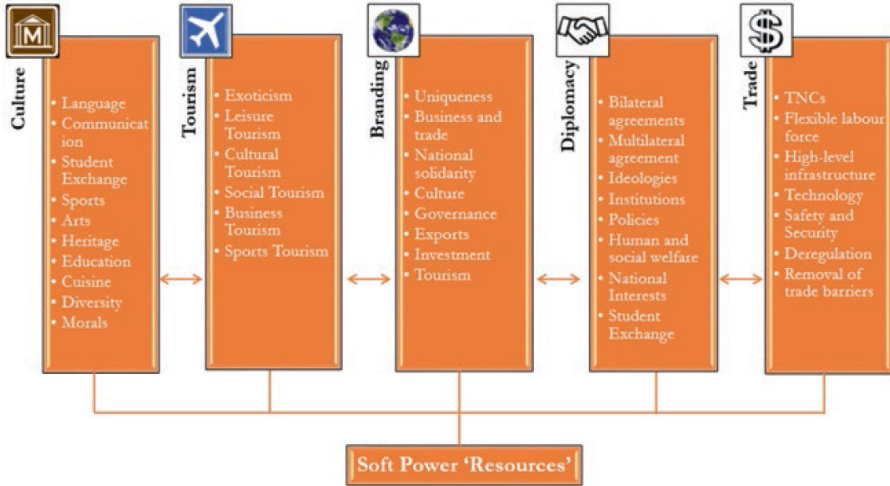 M
Culture
• Language
• Communicat
ion
• Student
Exchange
• Sports
• Arts
• Heritage
• Education
• Cuisine
• Diversity
• Morals
Tourism
• Exoticism
• Leisure
Tourism
• Cultural
Tourism
• Social Tourism
• Business
Tourism
• Sports Tourism
Branding
• Uniqueness
• Business and
trade
• National
solidarity
• Culture
• Governance
• Exports
• Investment
• Tourism
Diplomacy
• Bilateral
agreements
• Multilateral
agreement
• Ideologies
• Institutions
• Policies
• Human and
social welfare
• National
Interests
• Student
Exchange
$
Trade
• TNCs
• Flexible labour
force
• High-level
infrastructure
• Technology
• Safety and
Security
• Deregulation
• Removal of
trade barriers
Soft Power ‘Resources’